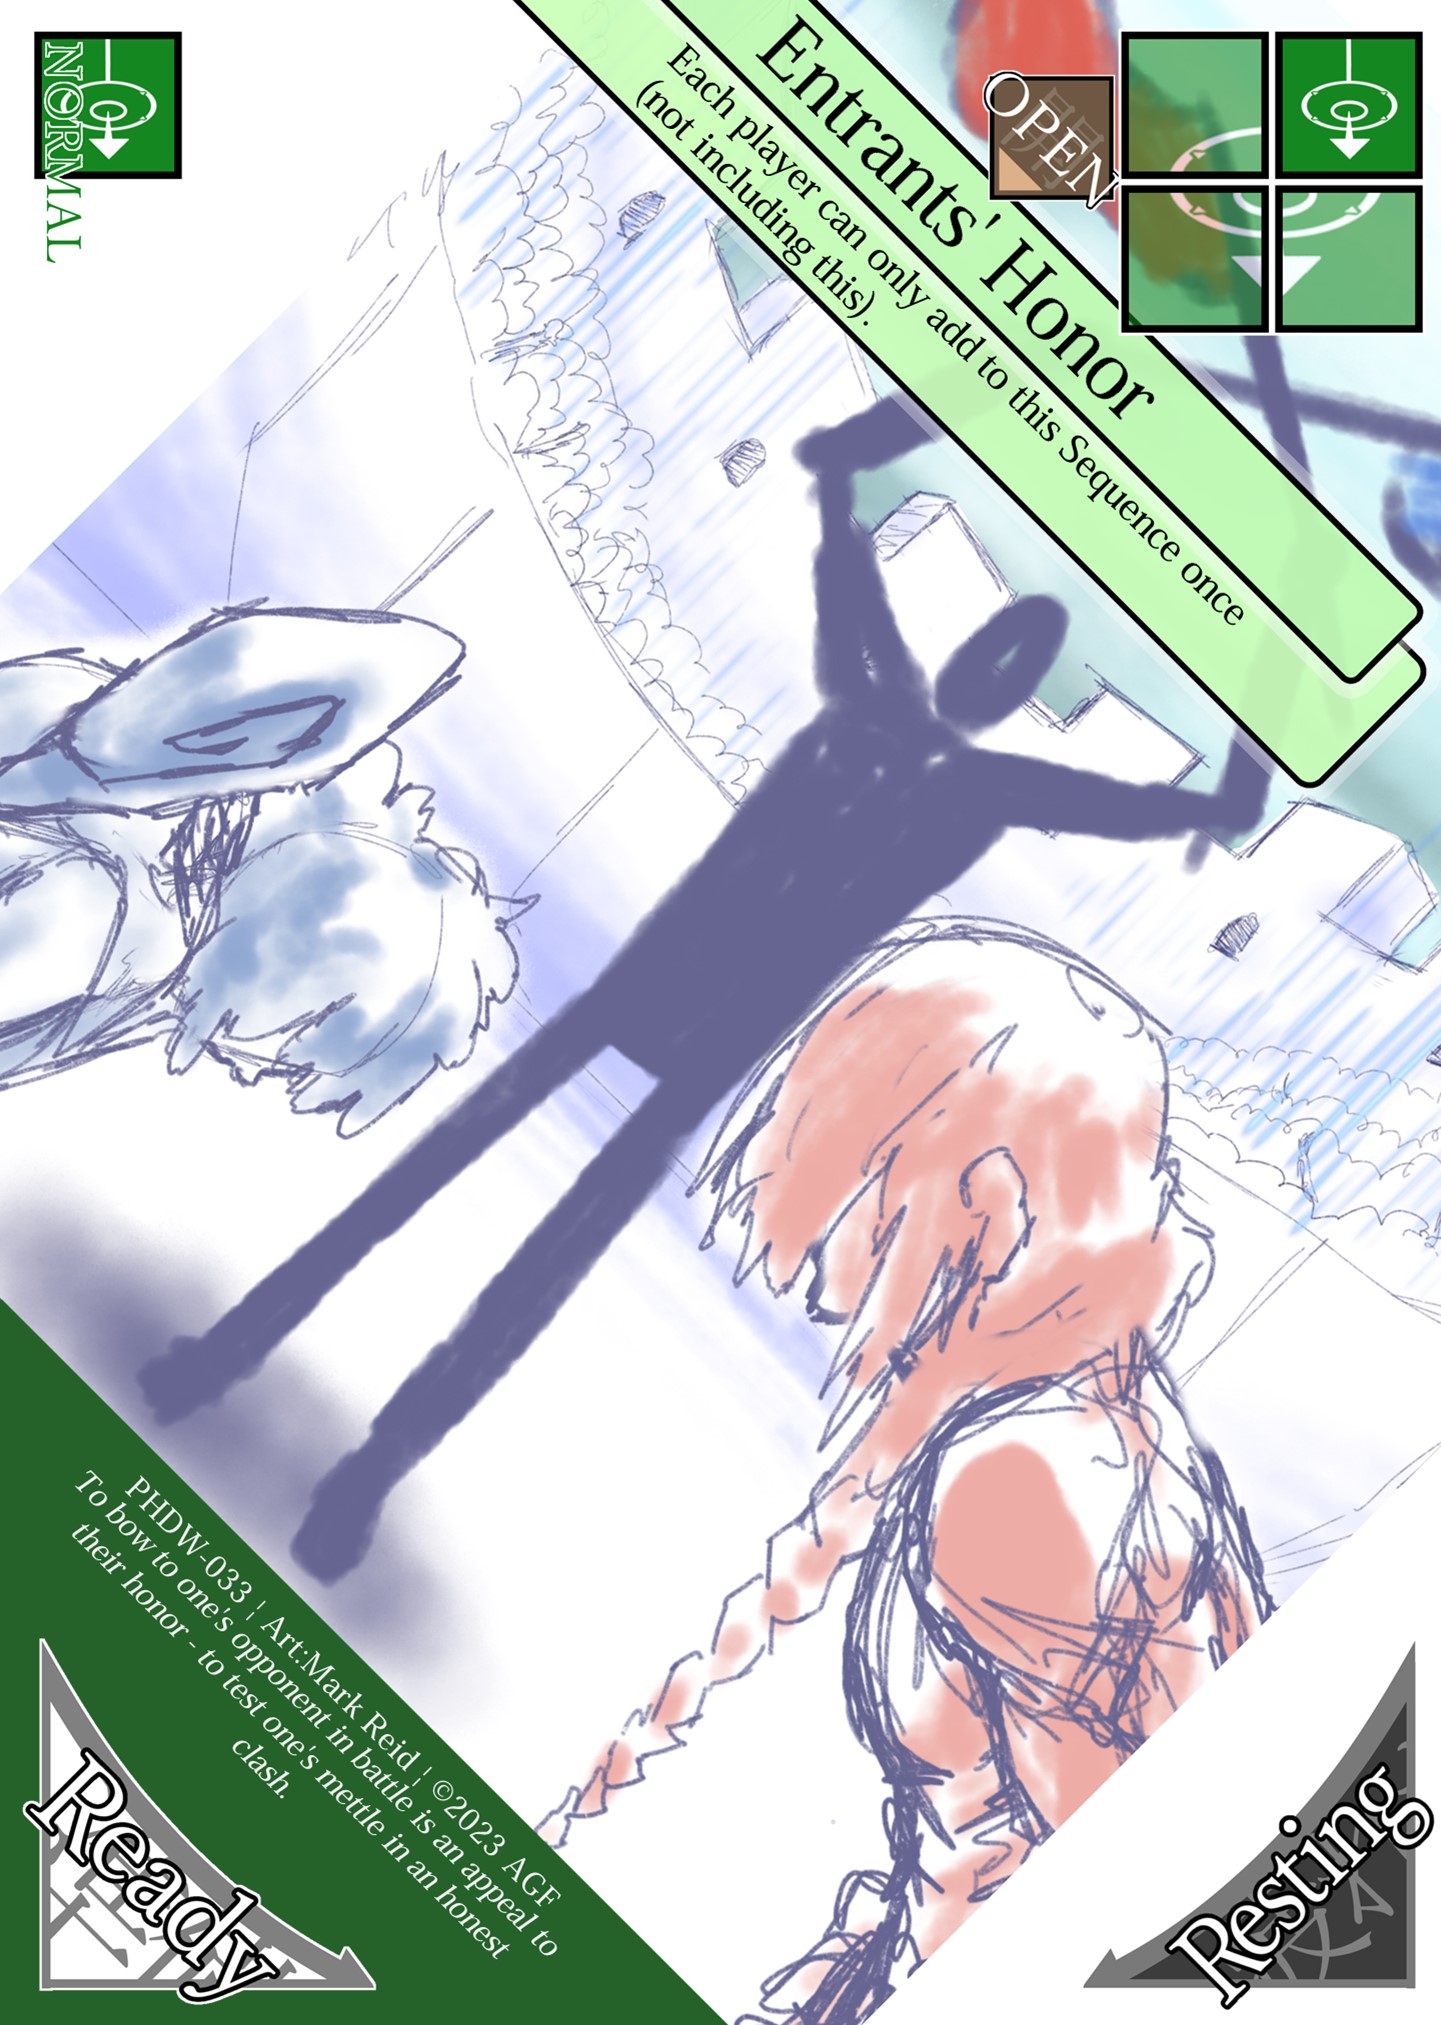 NORMAL
OPEN
Entrants' Honor
Each player can only add to this Sequence once
(not including this).
PHDW-033 ¦ Art:Mark Reid ¦ ©2023 AGF
To bow to one's opponent in battle is an appeal to
their honor - to test one's mettle in an honest
clash.
Ready
Resting